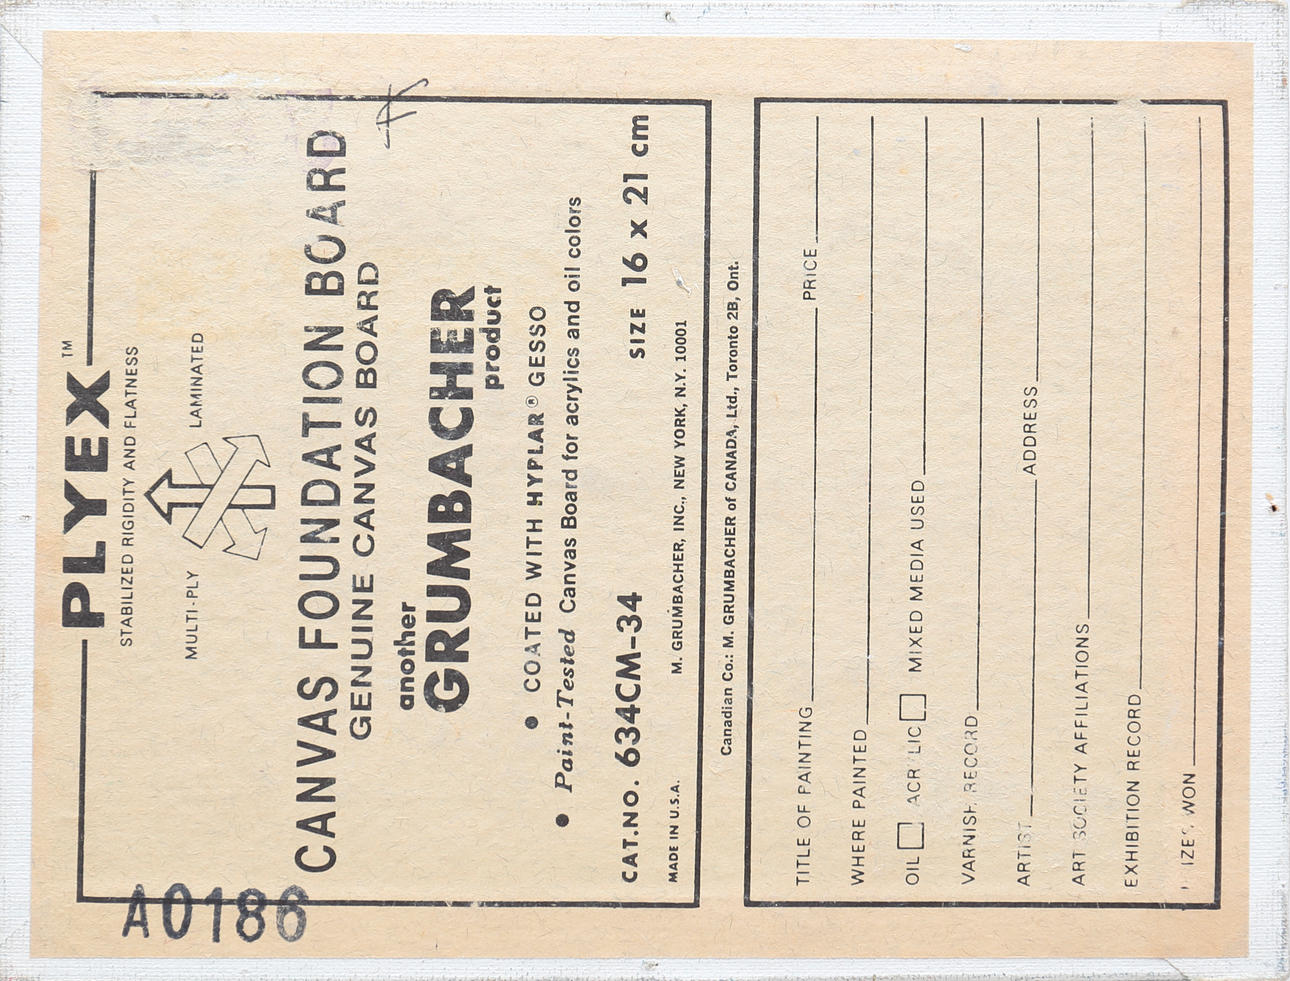 PLYEX™
STABILIZED RIGIDITY AND FLATNESS
MULTI-PLY LAMINATED
CANVAS FOUNDATION BOARD
GENUINE CANVAS BOARD
another
GRUMBACHER
product
● COATED WITH HYPLAR® GESSO
● Paint-Tested Canvas Board for acrylics and oil colors
CAT.NO. 634CM-34 SIZE 16 x 21 cm
MADE IN U.S.A. M. GRUMBACHER, INC., NEW YORK, N.Y. 10001
Canadian Co.: M. GRUMBACHER of CANADA, Ltd., Toronto 2B, Ont.
TITLE OF PAINTING PRICE
WHERE PAINTED
OIL ACRYLIC MIXED MEDIA USED
VARNISH RECORD
ARTIST ADDRESS
ART SOCIETY AFFILIATIONS
EXHIBITION RECORD
WON
A0186